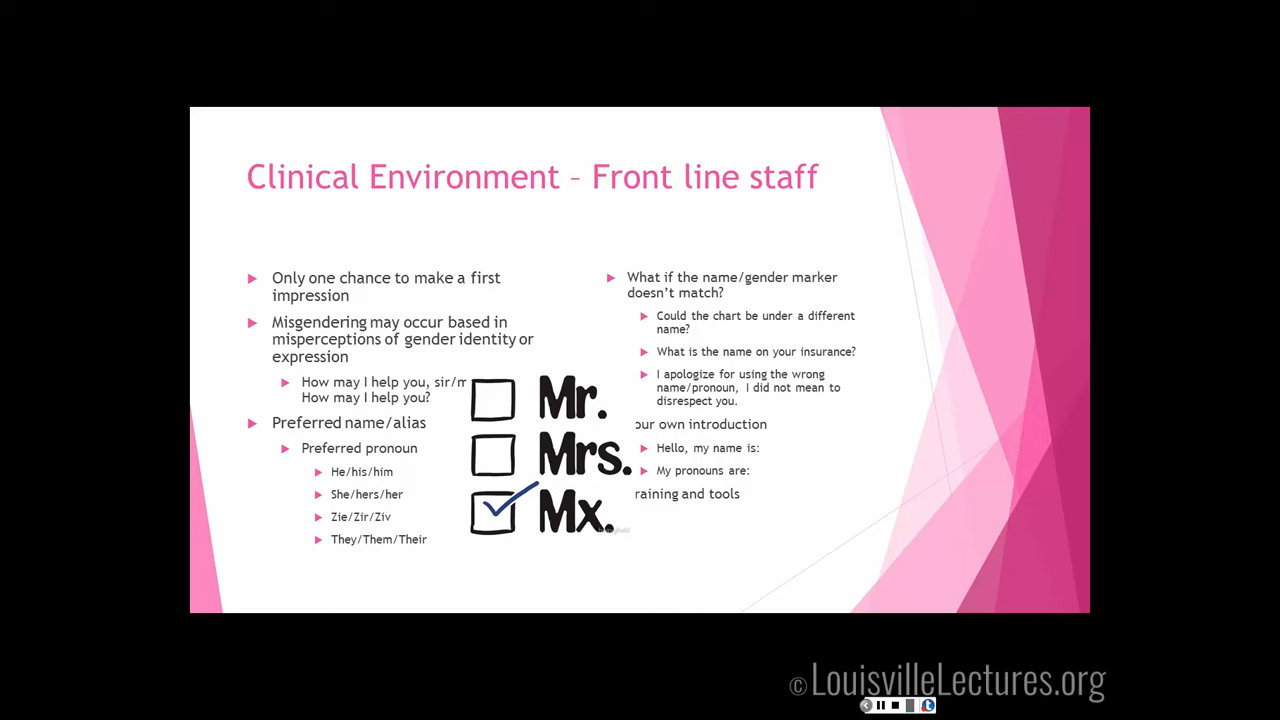 Clinical Environment – Front line staff
Only one chance to make a first
impression
Misgendering may occur based in
misperceptions of gender identity or
expression
How may I help you, sir/m
How may I help you?
Preferred name/alias
Preferred pronoun
He/his/him
She/hers/her
Zie/Zir/Ziv
They/Them/Their
Mr.
Mrs.
Mx.
What if the name/gender marker
doesn't match?
Could the chart be under a different
name?
What is the name on your insurance?
I apologize for using the wrong
name/pronoun, I did not mean to
disrespect you.
our own introduction
Hello, my name is:
My pronouns are:
raining and tools
© LouisvilleLectures.org